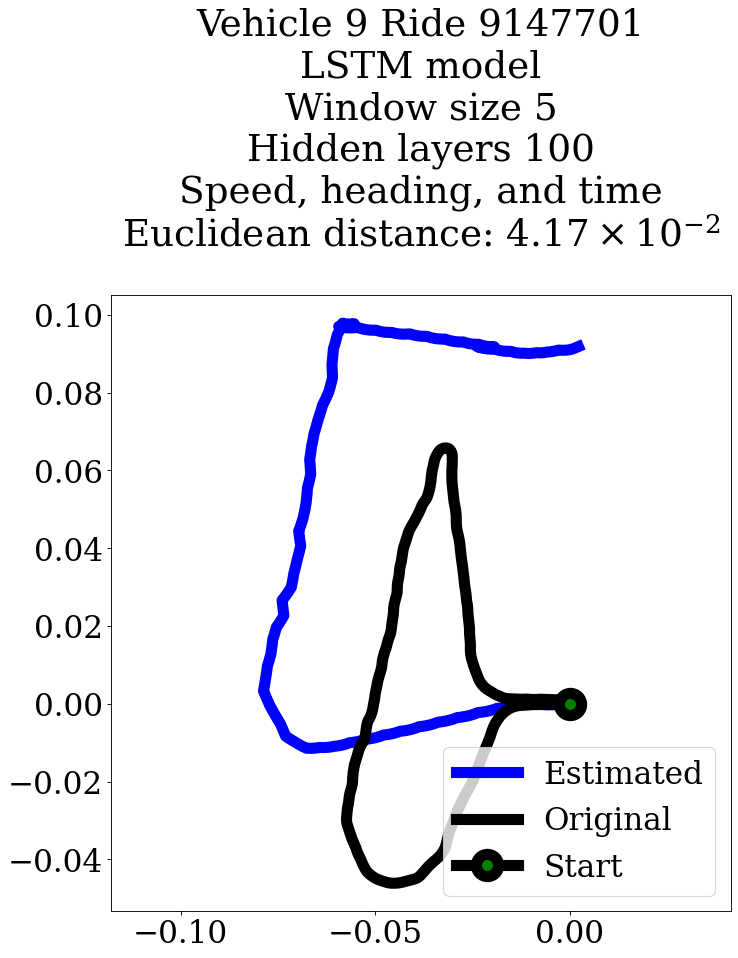 Vehicle 9 Ride 9147701
LSTM model
Window size 5
Hidden layers 100
Speed, heading, and time
Euclidean distance: 4.17 × 10⁻²
0.10
0.08
0.06
0.04
0.02
0.00
−0.02
−0.04
Estimated
Original
Start
−0.10
−0.05
0.00